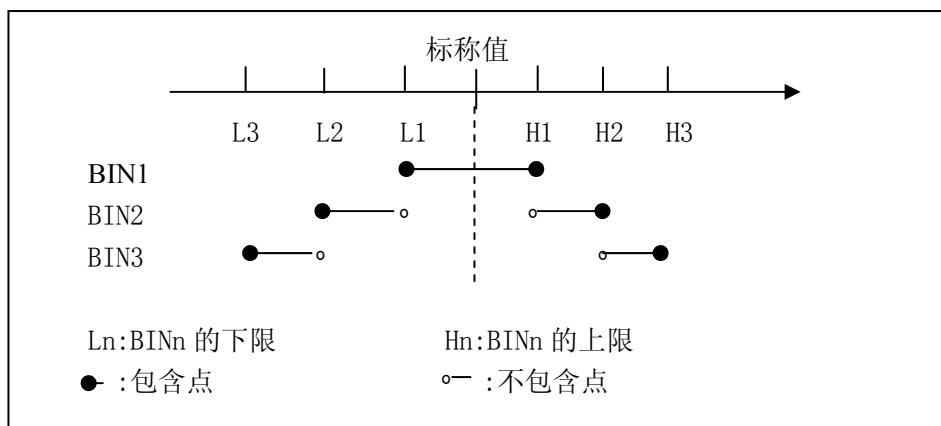 标称值
L3 L2 L1 H1 H2 H3
BIN1
BIN2
BIN3
Ln:BINn 的下限 Hn:BINn 的上限
:包含点 :不包含点